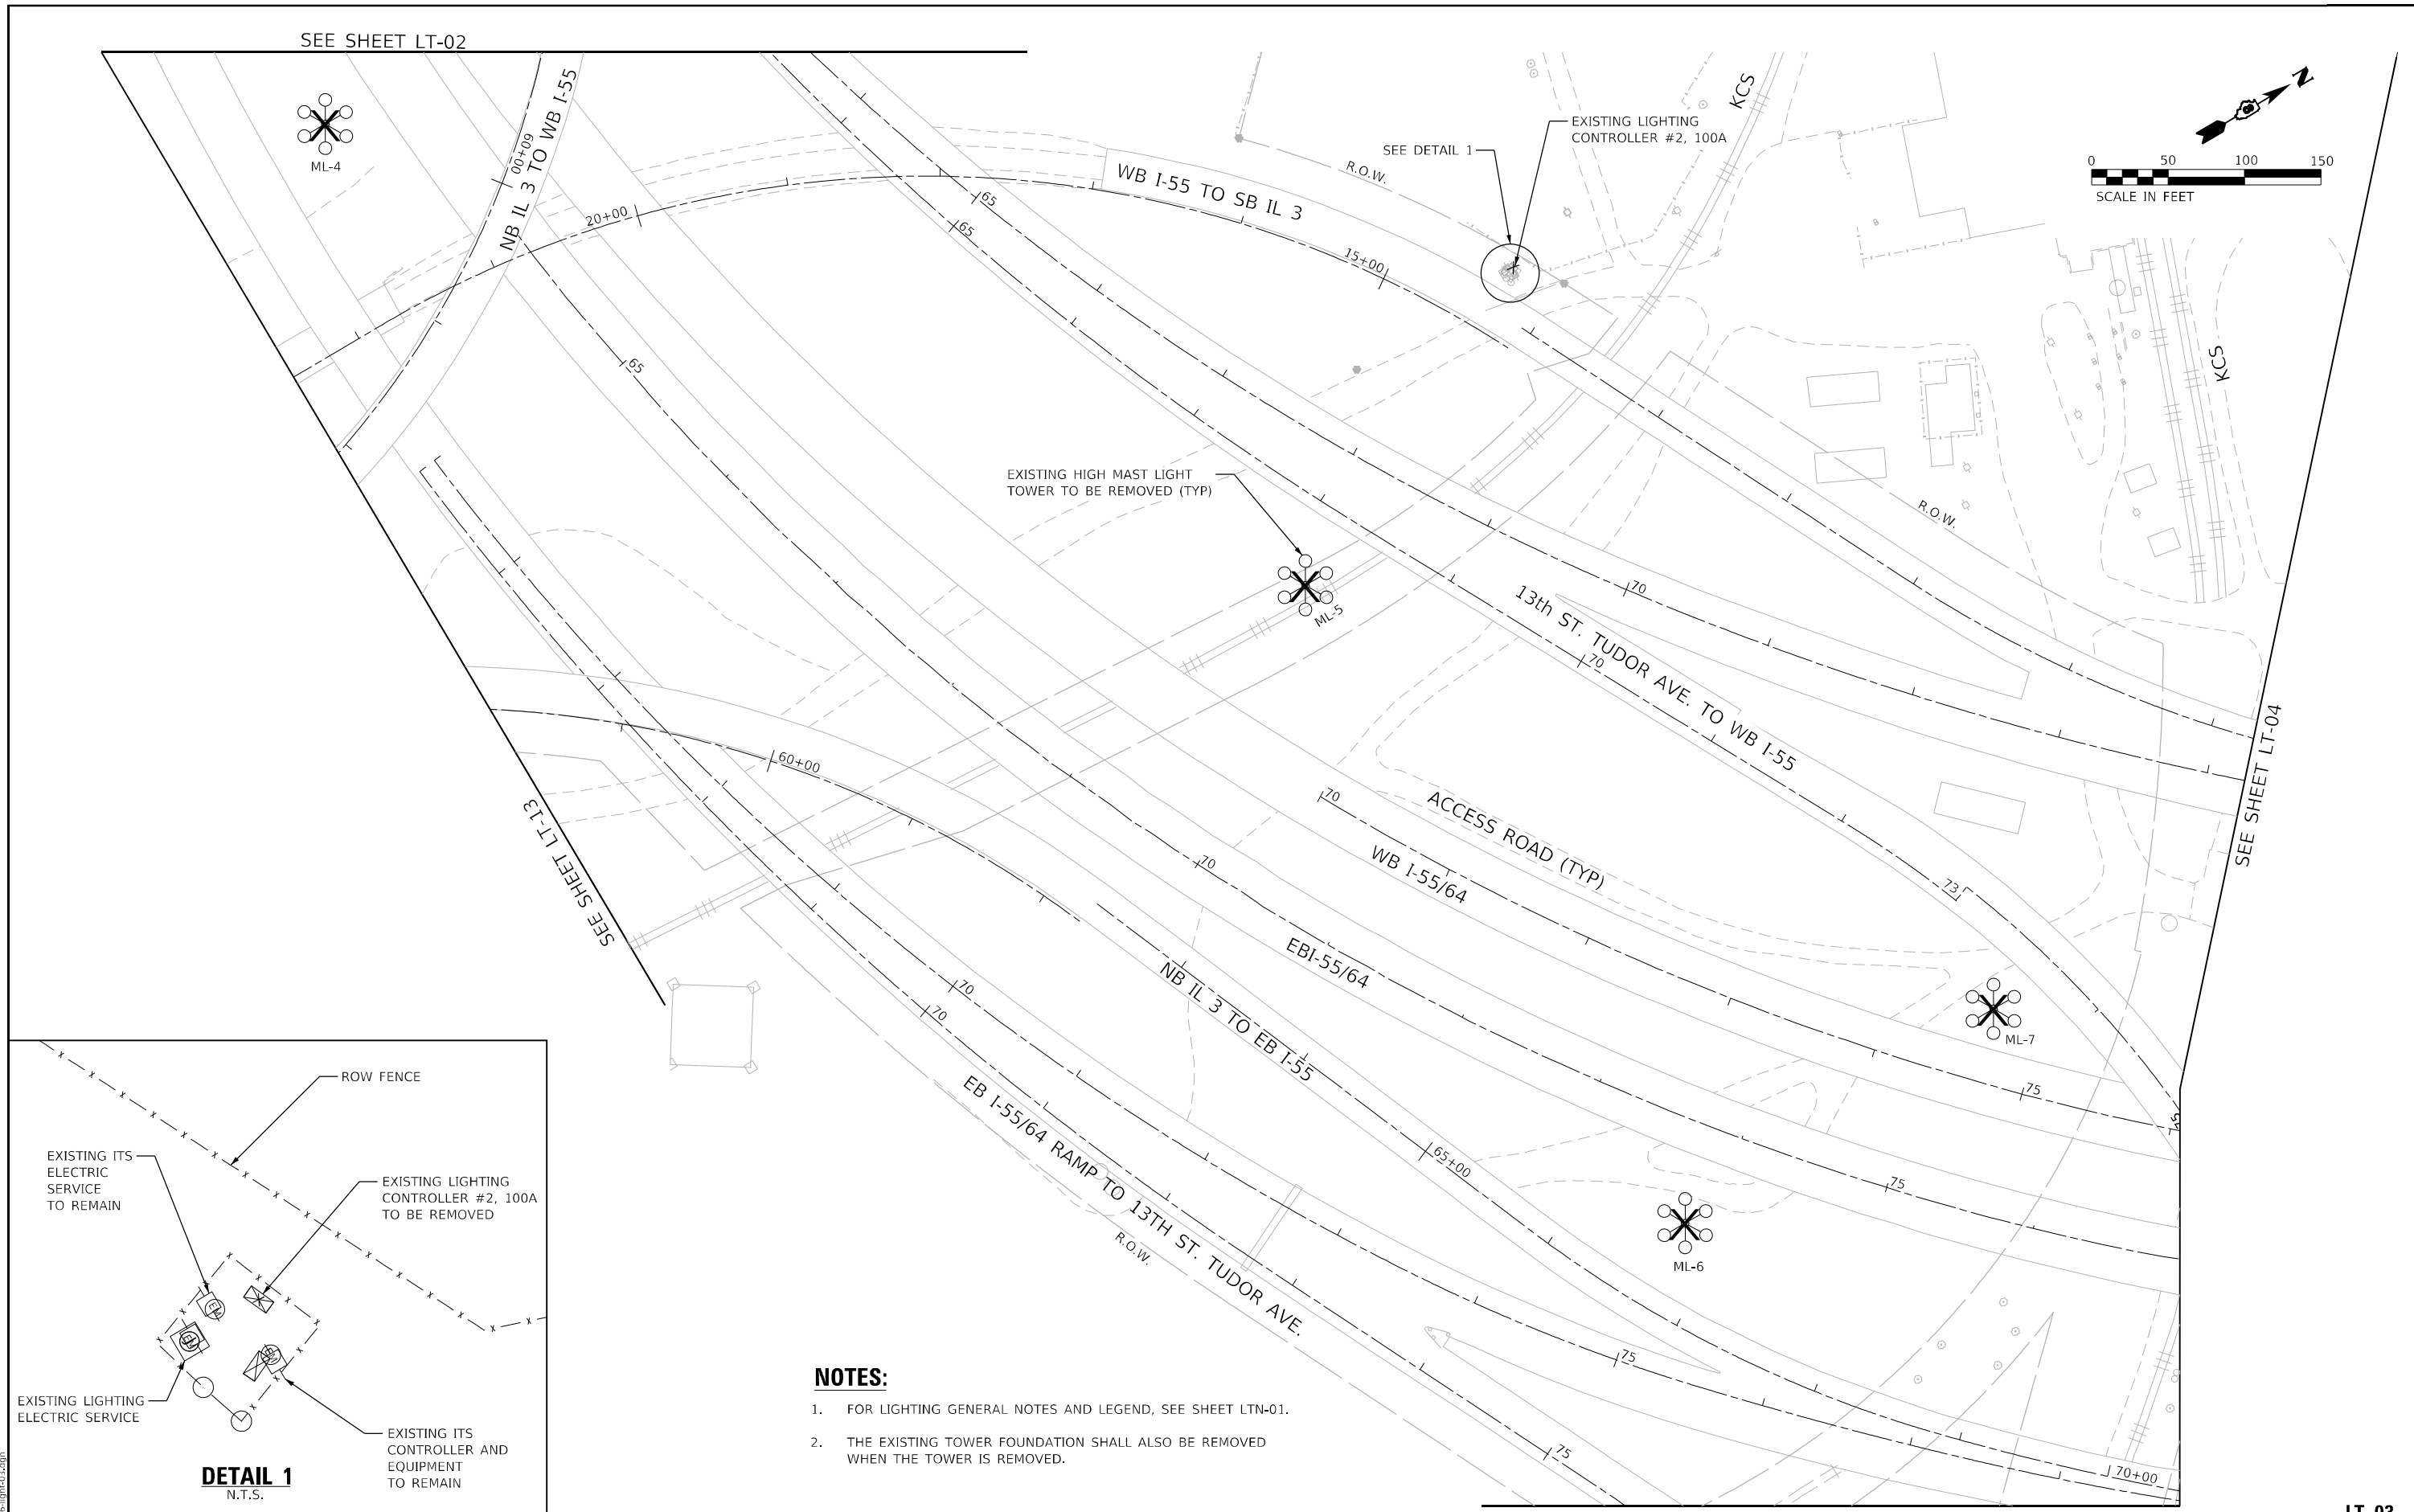 SEE SHEET LT-02
NB IL 3 TO WB I-55
ML-4
00+09
20+00
65
65
65
WB I-55 TO SB IL 3
15+00
R.O.W.
SEE DETAIL 1
EXISTING LIGHTING
CONTROLLER #2, 100A
KCS
N
0 50 100 150
SCALE IN FEET
KCS
R.O.W.
EXISTING HIGH MAST LIGHT
TOWER TO BE REMOVED (TYP)
ML-5
70
13th ST. TUDOR AVE. TO WB I-55
70
SEE SHEET LT-04
60+00
SEE SHEET LT-13
70
ACCESS ROAD (TYP)
WB I-55/64
70
73
EBI-55/64
NB IL 3 TO EB I-55
70
70
ML-7
75
EB I-55/64 RAMP TO 13TH ST. TUDOR AVE.
65+00
75
R.O.W.
ML-6
75
75
70+00
ROW FENCE
EXISTING ITS
ELECTRIC
SERVICE
TO REMAIN
EXISTING LIGHTING
CONTROLLER #2, 100A
TO BE REMOVED
EM
EM
EM
EXISTING LIGHTING
ELECTRIC SERVICE
EXISTING ITS
CONTROLLER AND
EQUIPMENT
TO REMAIN
DETAIL 1
N.T.S.
NOTES:
1. FOR LIGHTING GENERAL NOTES AND LEGEND, SEE SHEET LTN-01.
2. THE EXISTING TOWER FOUNDATION SHALL ALSO BE REMOVED
WHEN THE TOWER IS REMOVED.
LT-03